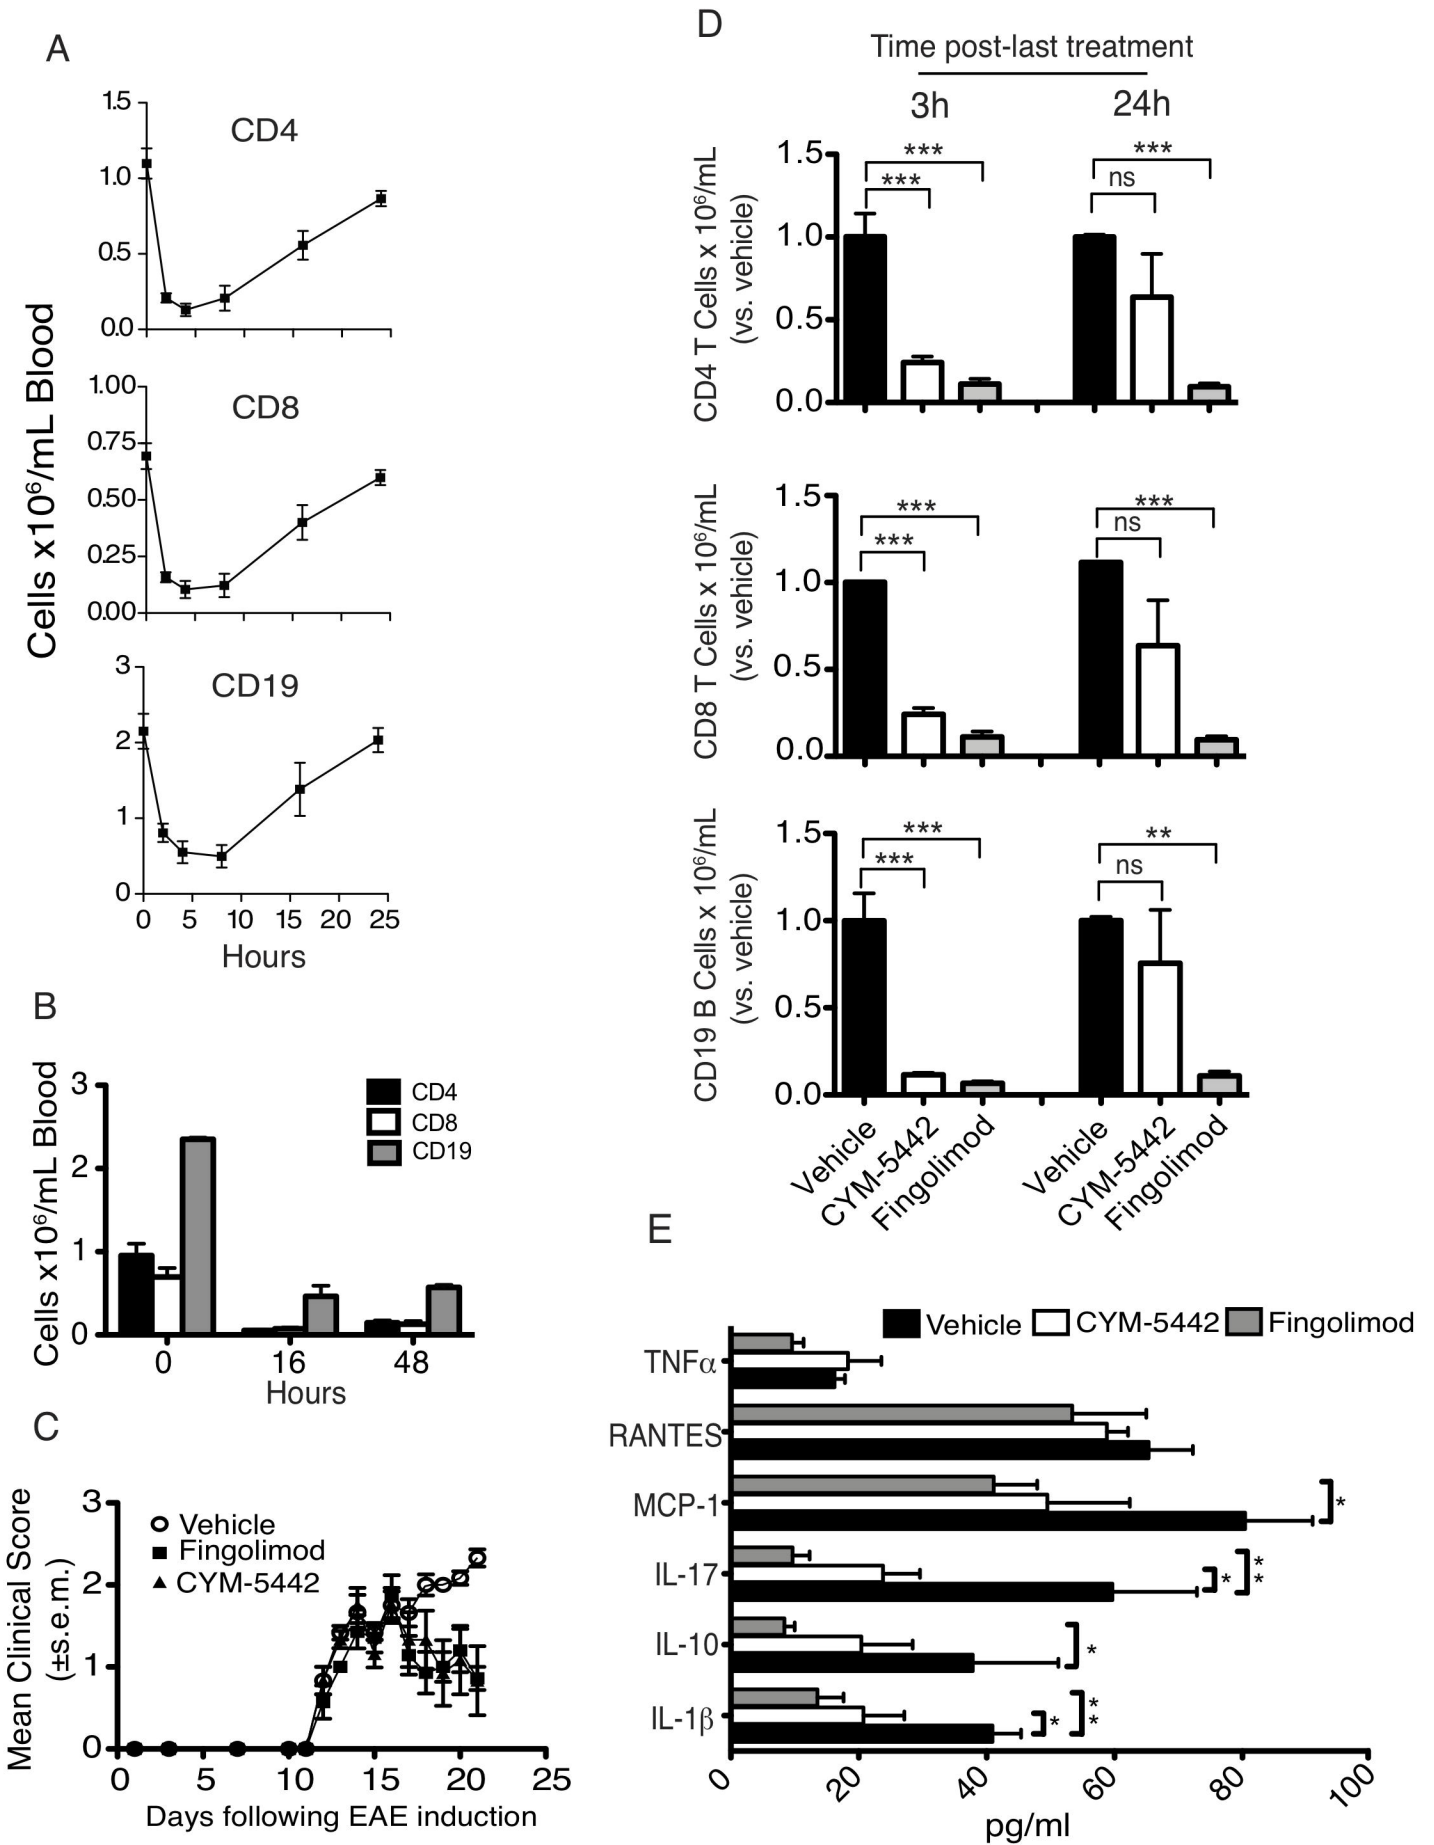 A
CD4
1.5
1.0
0.5
0.0
CD8
1.00
0.75
0.50
0.25
0.00
CD19
3
2
1
0
0 5 10 15 20 25
Hours
Cells x10⁶/mL Blood
B
Cells x10⁶/mL Blood
3
2
1
0
CD4
CD8
CD19
0 16 48
Hours
C
Mean Clinical Score
(±s.e.m.)
3
2
1
0
Vehicle
Fingolimod
CYM-5442
0 5 10 15 20 25
Days following EAE induction
D
Time post-last treatment
3h 24h
CD4 T Cells x 10⁶/mL
(vs. vehicle)
1.5
1.0
0.5
0.0
*** ***
*** ns
CD8 T Cells x 10⁶/mL
(vs. vehicle)
1.5
1.0
0.5
0.0
*** ***
*** ns
CD19 B Cells x 10⁶/mL
(vs. vehicle)
1.5
1.0
0.5
0.0
*** **
*** ns
Vehicle
CYM-5442
Fingolimod
Vehicle
CYM-5442
Fingolimod
E
Vehicle CYM-5442 Fingolimod
TNFα
RANTES
MCP-1 *
IL-17 * **
IL-10 *
IL-1β * **
0 20 40 60 80 100
pg/ml